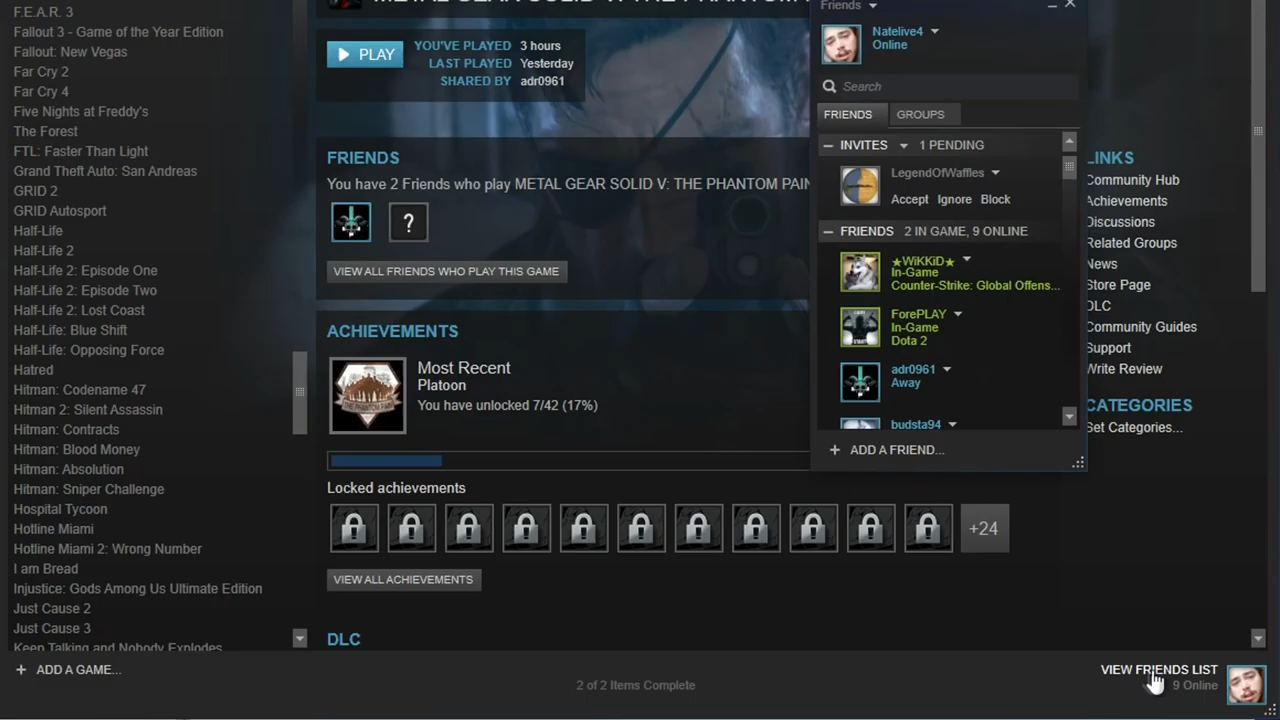 F.E.A.R. 3
Fallout 3 - Game of the Year Edition
Fallout: New Vegas
Far Cry 2
Far Cry 4
Five Nights at Freddy's
The Forest
FTL: Faster Than Light
Grand Theft Auto: San Andreas
GRID 2
GRID Autosport
Half-Life
Half-Life 2
Half-Life 2: Episode One
Half-Life 2: Episode Two
Half-Life 2: Lost Coast
Half-Life: Blue Shift
Half-Life: Opposing Force
Hatred
Hitman: Codename 47
Hitman 2: Silent Assassin
Hitman: Contracts
Hitman: Blood Money
Hitman: Absolution
Hitman: Sniper Challenge
Hospital Tycoon
Hotline Miami
Hotline Miami 2: Wrong Number
I am Bread
Injustice: Gods Among Us Ultimate Edition
Just Cause 2
Just Cause 3
Keep Talking and Nobody Explodes
+ ADD A GAME...
METAL GEAR SOLID V: THE PHANTOM
PLAY
YOU'VE PLAYED 3 hours
LAST PLAYED Yesterday
SHARED BY adr0961
FRIENDS
You have 2 Friends who play METAL GEAR SOLID V: THE PHANTOM PAIN
?
VIEW ALL FRIENDS WHO PLAY THIS GAME
ACHIEVEMENTS
Most Recent
Platoon
You have unlocked 7/42 (17%)
Locked achievements
+24
VIEW ALL ACHIEVEMENTS
DLC
2 of 2 Items Complete
Friends
Natelive4
Online
Search
FRIENDS GROUPS
INVITES 1 PENDING
LegendOfWaffles
Accept Ignore Block
FRIENDS 2 IN GAME, 9 ONLINE
★WiKKiD★
In-Game
Counter-Strike: Global Offens...
ForePLAY
In-Game
Dota 2
adr0961
Away
budsta94
+ ADD A FRIEND...
LINKS
Community Hub
Achievements
Discussions
Related Groups
News
Store Page
DLC
Community Guides
Support
Write Review
CATEGORIES
Set Categories...
VIEW FRIENDS LIST
9 Online